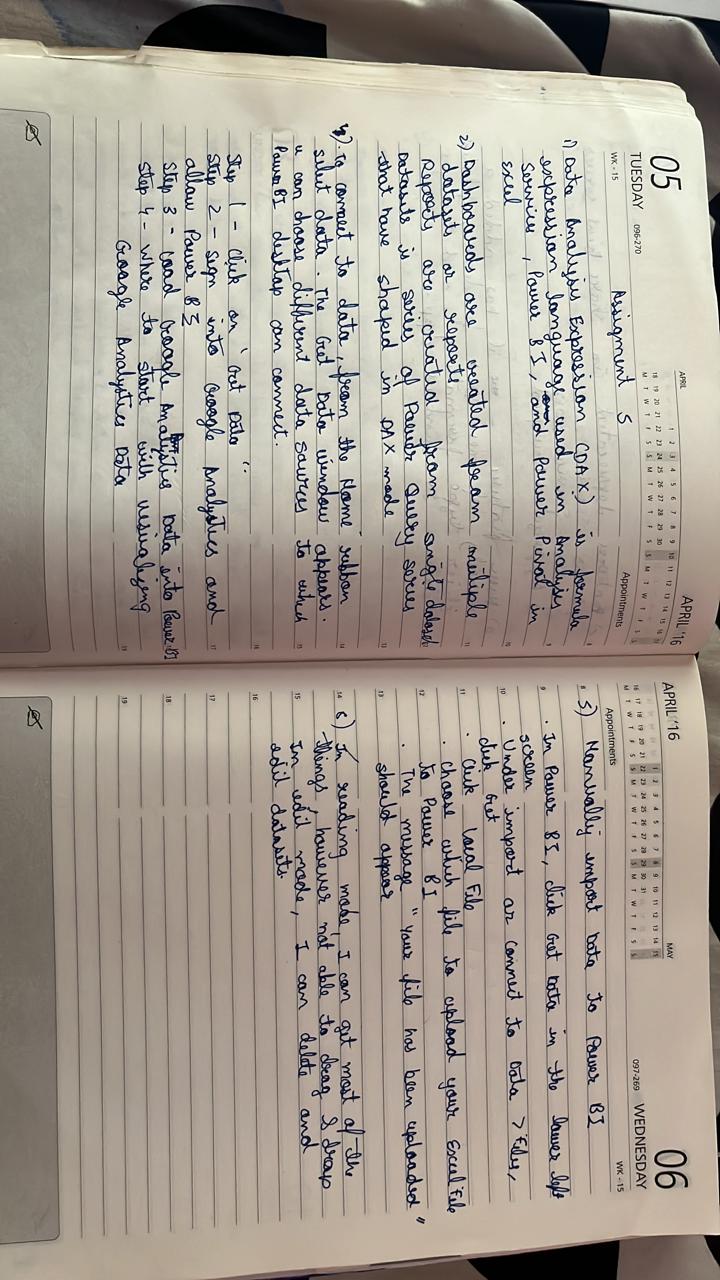 05
TUESDAY
096-270
WK - 15
APRIL
APRIL '16
Appointments
Assigment 5
1) Data Analysis Expression (DAX) is formula
expression language used in Analysis
Services, Power BI, and Power Pivot in
excel
2) Dashboards are created from multiple
datasets or reports
Reports are created from single dataset
Datasets is series of Power Query series
that have shaped in DAX mode
To connect to data, from the Home ribbon
select data. The Get Data window appears.
u can choose different data sources to which
Power BI desktop can connect.
Step 1 - Click on "Get Data".
Step 2 - Sign into Google Analytics and
allow Power BI
Step 3 - Load Google Analytics Data into Power BI
Step 4 - Where to start with visualizing
Google Analytics Data
APRIL '16
MAY
097-269
WEDNESDAY
06
WK - 15
Appointments
5) Mannually import Data to Power BI
. In Power BI, click Get Data in the lower left
screen
. Under import or Connect to Data > Files,
click Get
. Click Local File
. Choose which file to upload your Excel File
to Power BI
. The message "Your file has been uploaded"
should appear
6) In reading mode, I can get most of the
things, however not able to drag & drop
In edit mode, I can delete and
edit datasets.